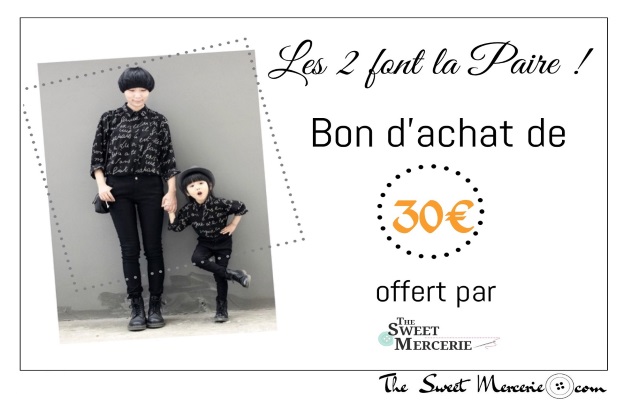 Les 2 font la Paire !
Bon d'achat de
30€
offert par
THE
SWEET
MERCERIE
The Sweet Mercerie.com